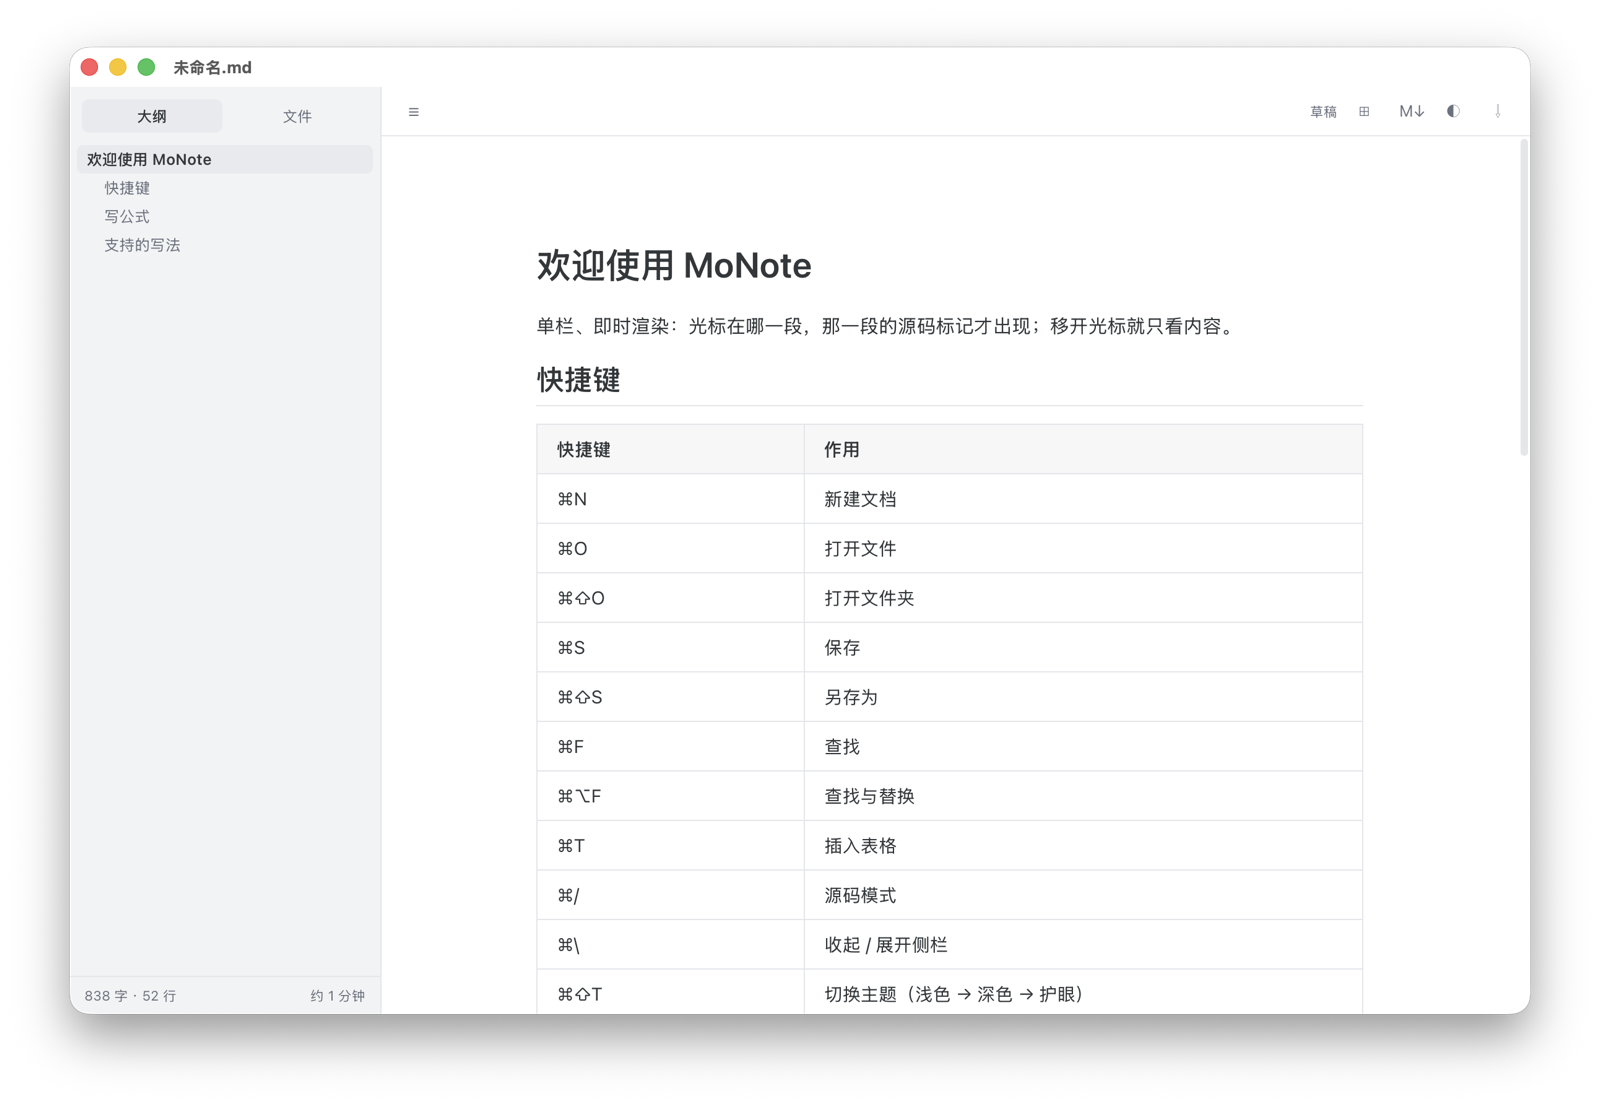 未命名.md
大纲 文件
欢迎使用 MoNote
快捷键
写公式
支持的写法
838 字 · 52 行 约 1 分钟
≡ 草稿 ⊞ M↓ ◐
欢迎使用 MoNote
单栏、即时渲染：光标在哪一段，那一段的源码标记才出现；移开光标就只看内容。
快捷键
快捷键 作用
⌘N 新建文档
⌘O 打开文件
⌘⇧O 打开文件夹
⌘S 保存
⌘⇧S 另存为
⌘F 查找
⌘⌥F 查找与替换
⌘T 插入表格
⌘/ 源码模式
⌘\ 收起 / 展开侧栏
⌘⇧T 切换主题（浅色 → 深色 → 护眼）